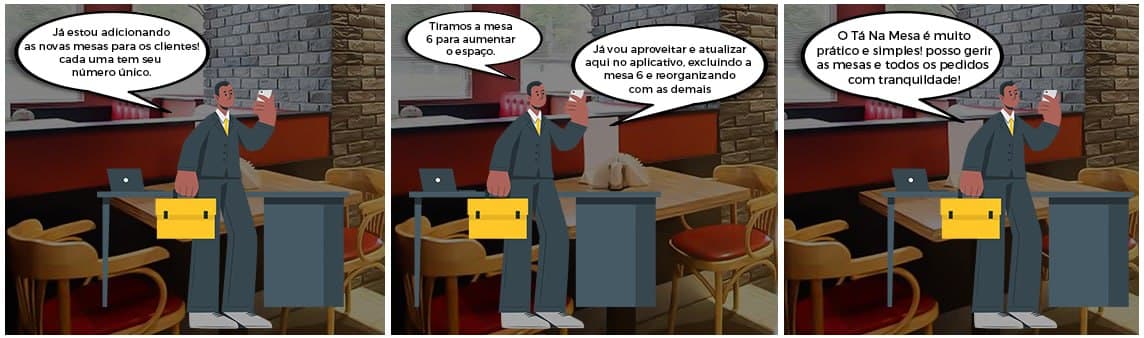 Já estou adicionando
as novas mesas para os clientes!
cada uma tem seu
número único.
Tiramos a mesa
6 para aumentar
o espaço.
Já vou aproveitar e atualizar
aqui no aplicativo, excluindo a
mesa 6 e reorganizando
com as demais
O Tá Na Mesa é muito
prático e simples! posso gerir
as mesas e todos os pedidos
com tranquildade!